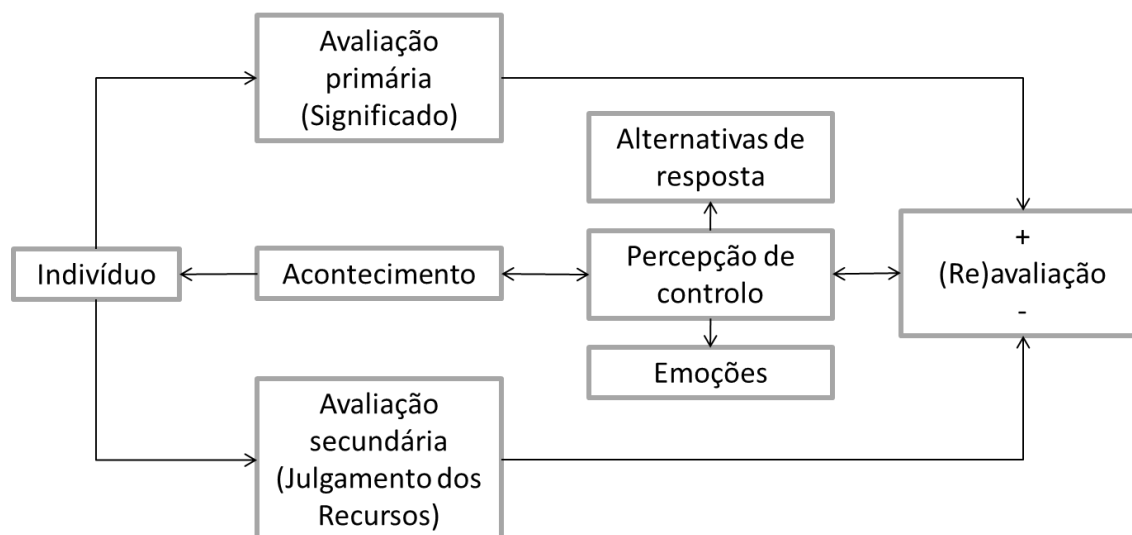 Avaliação
primária
(Significado)
Alternativas de
resposta
Indivíduo
Acontecimento
Percepção de
controlo
+
(Re)avaliação
-
Emoções
Avaliação
secundária
(Julgamento dos
Recursos)